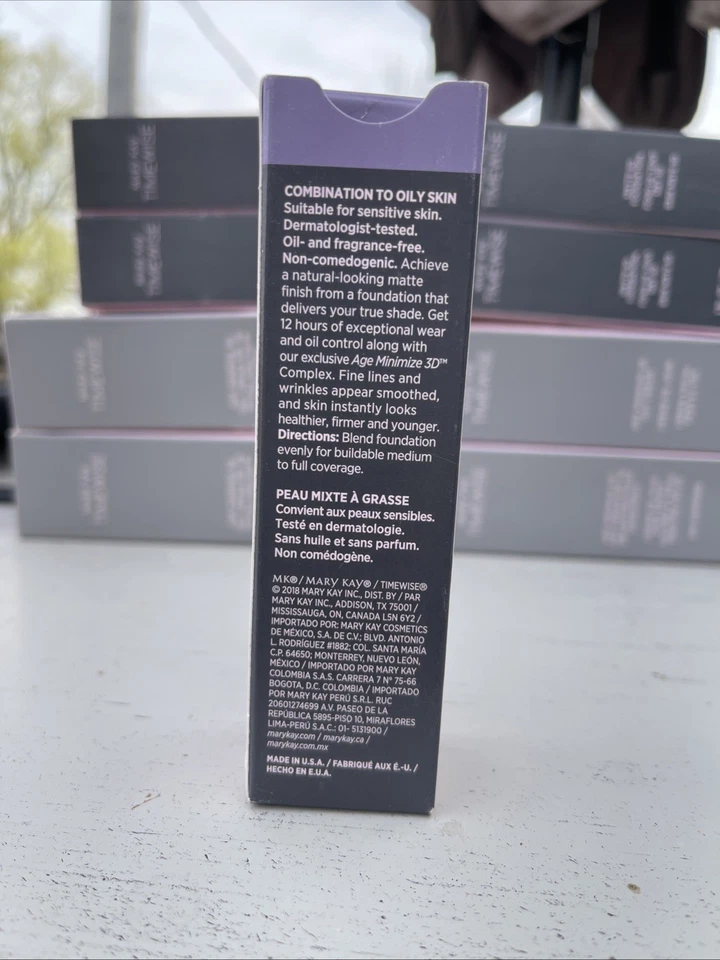 COMBINATION TO OILY SKIN
Suitable for sensitive skin.
Dermatologist-tested.
Oil- and fragrance-free.
Non-comedogenic. Achieve
a natural-looking matte
finish from a foundation that
delivers your true shade. Get
12 hours of exceptional wear
and oil control along with
our exclusive Age Minimize 3D™
Complex. Fine lines and
wrinkles appear smoothed,
and skin instantly looks
healthier, firmer and younger.
Directions: Blend foundation
evenly for buildable medium
to full coverage.
PEAU MIXTE À GRASSE
Convient aux peaux sensibles.
Testé en dermatologie.
Sans huile et sans parfum.
Non comédogène.
MK® / MARY KAY® / TIMEWISE®
© 2018 MARY KAY INC., DIST. BY / PAR
MARY KAY INC., ADDISON, TX 75001 /
MISSISSAUGA, ON, CANADA L5N 6Y2 /
IMPORTADO POR: MARY KAY COSMETICS
DE MÉXICO, S.A. DE C.V.; BLVD. ANTONIO
L. RODRÍGUEZ #1882; COL. SANTA MARÍA
C.P. 64650; MONTERREY, NUEVO LEÓN,
MÉXICO / IMPORTADO POR MARY KAY
COLOMBIA S.A.S. CARRERA 7 N° 75-66
BOGOTA, D.C. COLOMBIA / IMPORTADO
POR MARY KAY PERÚ S.R.L. RUC
20601274699 A.V. PASEO DE LA
REPÚBLICA 5895-PISO 10, MIRAFLORES
LIMA-PERÚ S.A.C.: 01- 5131900 /
marykay.com / marykay.ca /
marykay.com.mx
MADE IN U.S.A. / FABRIQUÉ AUX É.-U. /
HECHO EN E.U.A.
TIMEWISE
TIMEWISE